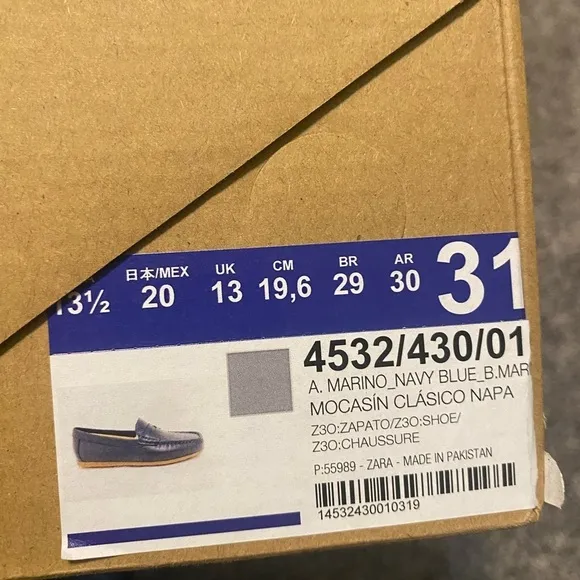 日本/MEX UK CM BR AR
13½ 20 13 19,6 29 30 31
4532/430/01
A. MARINO_NAVY BLUE_B.MAR
MOCASÍN CLÁSICO NAPA
Z3O:ZAPATO/Z3O:SHOE/
Z3O:CHAUSSURE
P:55989 - ZARA - MADE IN PAKISTAN
14532430010319